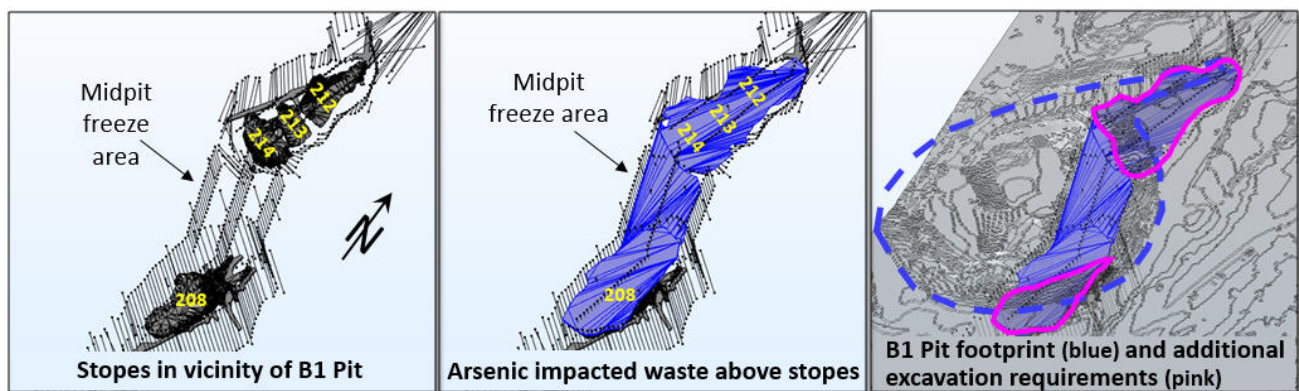 Midpit
freeze
area
212
213
214
208
N
Stopes in vicinity of B1 Pit
Midpit
freeze area
212
213
214
208
Arsenic impacted waste above stopes
B1 Pit footprint (blue) and additional
excavation requirements (pink)